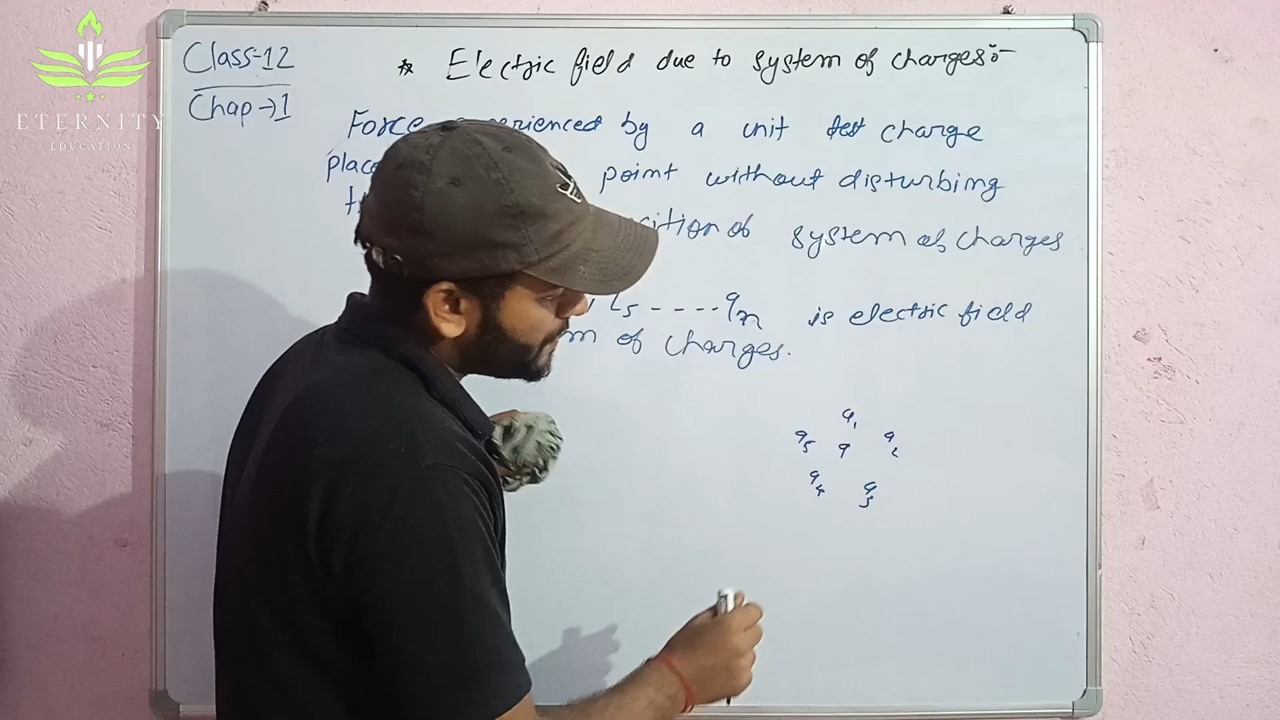 ETERNITY
EDUCATION
Class-12
Chap→1
* Electric field due to system of charges:-
Force experienced by a unit test charge
point without disturbing
system of charges
- - - - qn is electric field
of charges.
q1
q5 q q2
q4 q3